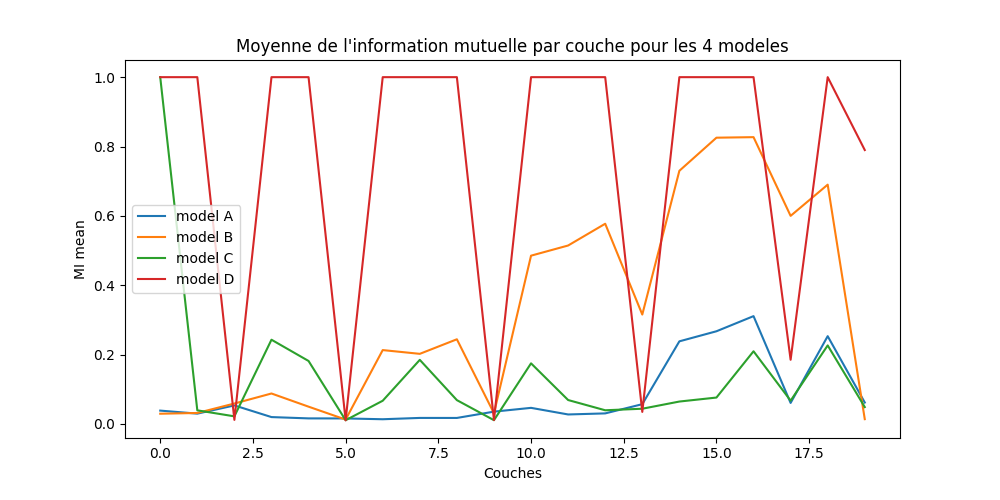 Moyenne de l'information mutuelle par couche pour les 4 modeles
1.0
0.8
0.6
0.4
0.2
0.0
MI mean
model A
model B
model C
model D
0.0 2.5 5.0 7.5 10.0 12.5 15.0 17.5
Couches